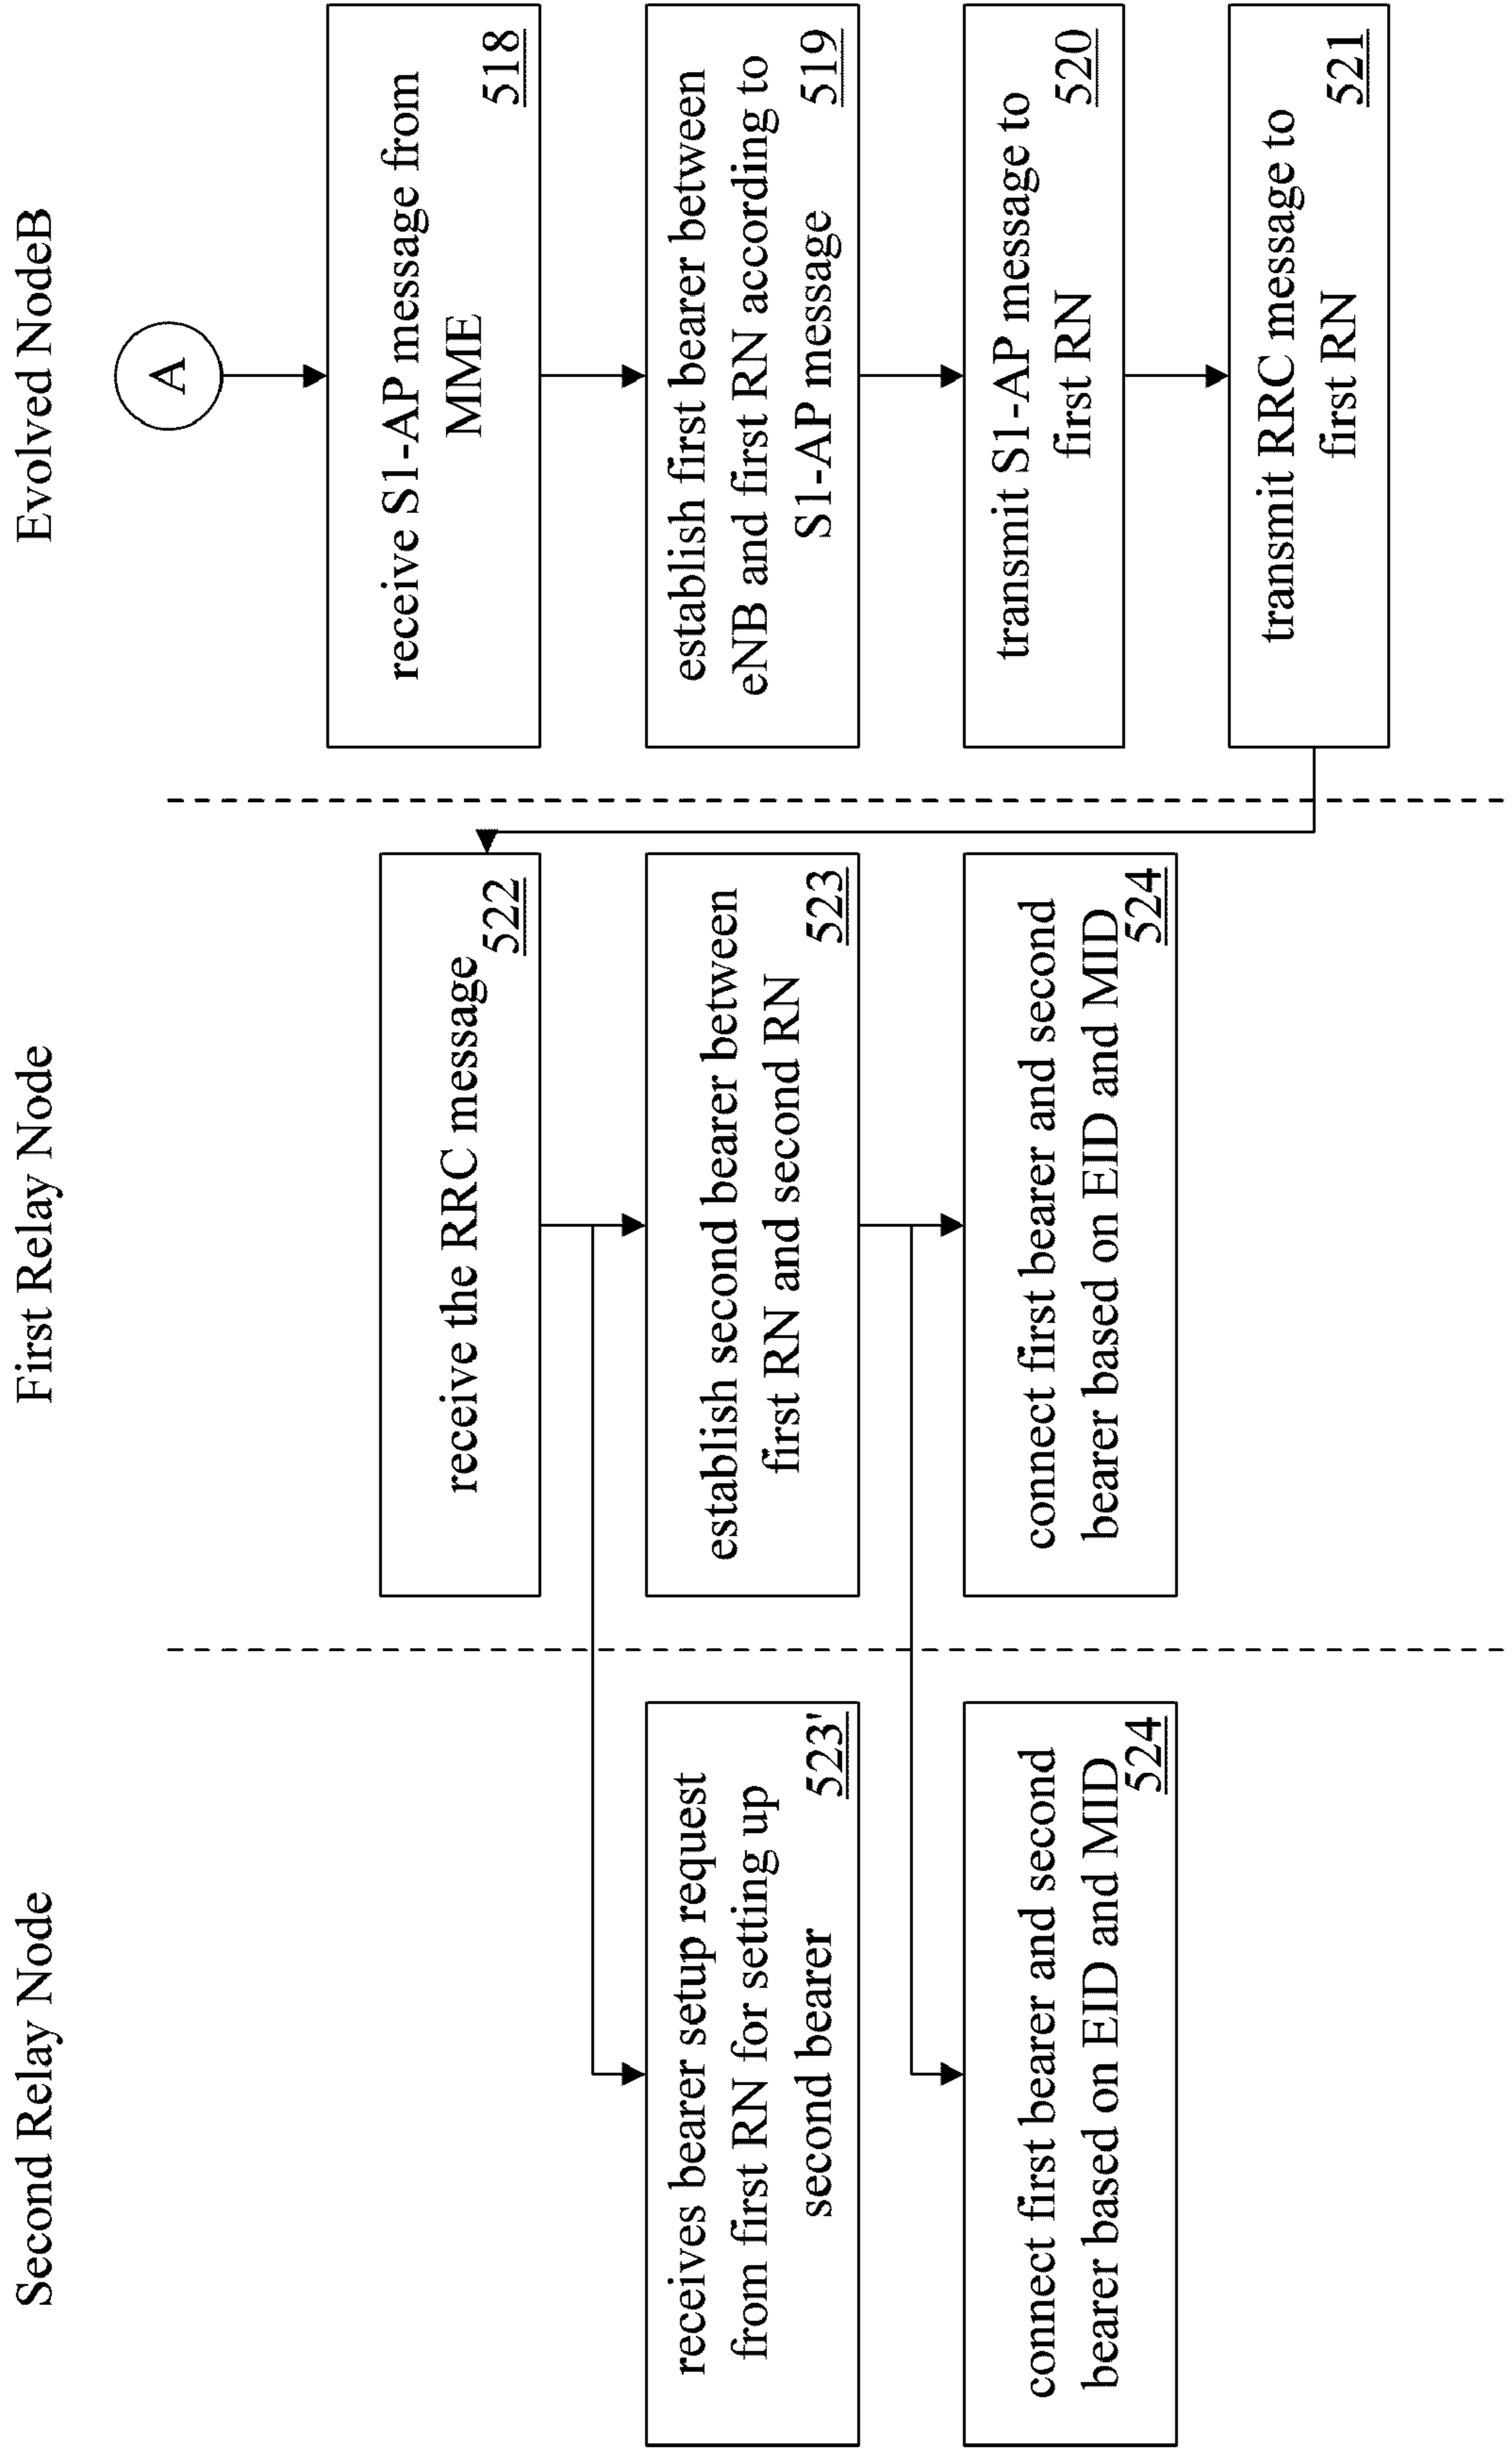 Second Relay Node
First Relay Node
Evolved NodeB
A
receive S1-AP message from
MME
518
establish first bearer between
eNB and first RN according to
S1-AP message
519
transmit S1-AP message to
first RN
520
transmit RRC message to
first RN
521
receive the RRC message
522
establish second bearer between
first RN and second RN
523
connect first bearer and second
bearer based on EID and MID
524
receives bearer setup request
from first RN for setting up
second bearer
523'
connect first bearer and second
bearer based on EID and MID
524